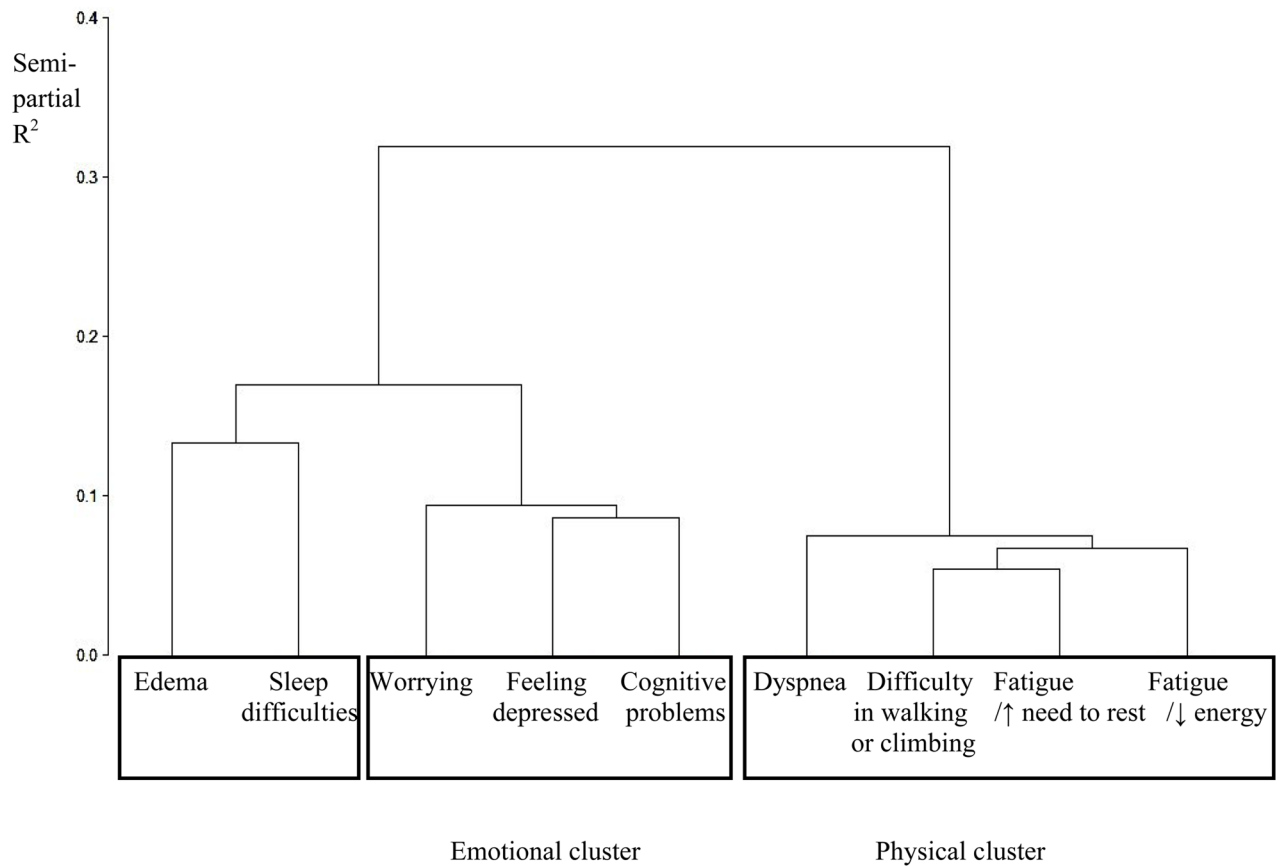 0.4
Semi-
partial
R²
0.3
0.2
0.1
0.0
Edema Sleep difficulties Worrying Feeling depressed Cognitive problems Dyspnea Difficulty in walking or climbing Fatigue /↑ need to rest Fatigue /↓ energy
Emotional cluster Physical cluster